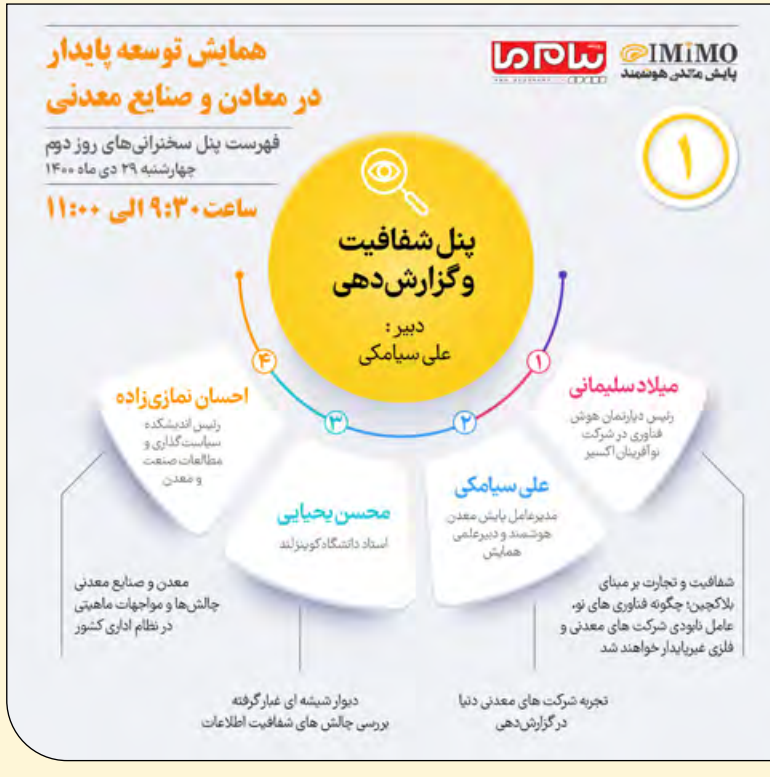 IMiMO
پایش معدن هوشمند
پیام ما
همایش توسعه پایدار
در معادن و صنایع معدنی
فهرست پنل سخنرانی‌های روز دوم
چهارشنبه ۲۹ دی ماه ۱۴۰۰
ساعت ۹:۳۰ الی ۱۱:۰۰
۱
پنل شفافیت
و گزارش‌دهی
دبیر :
علی سیامکی
۱
میلاد سلیمانی
رئیس دپارتمان هوش
فناوری در شرکت
نوآفرینان اکسیر
شفافیت و تجارت بر مبنای
بلاکچین؛ چگونه فناوری های نو،
عامل نابودی شرکت های معدنی و
فلزی غیرپایدار خواهند شد
۲
علی سیامکی
مدیرعامل پایش معدن
هوشمند و دبیرعلمی
همایش
تجربه شرکت های معدنی دنیا
در گزارش‌دهی
۳
محسن یحیایی
استاد دانشگاه کوینزلند
دیوار شیشه ای غبار گرفته
بررسی چالش های شفافیت اطلاعات
۴
احسان نمازی‌زاده
رئیس اندیشکده
سیاست‌گذاری و
مطالعات صنعت
و معدن
معدن و صنایع معدنی
چالش‌ها و مواجهات ماهیتی
در نظام اداری کشور